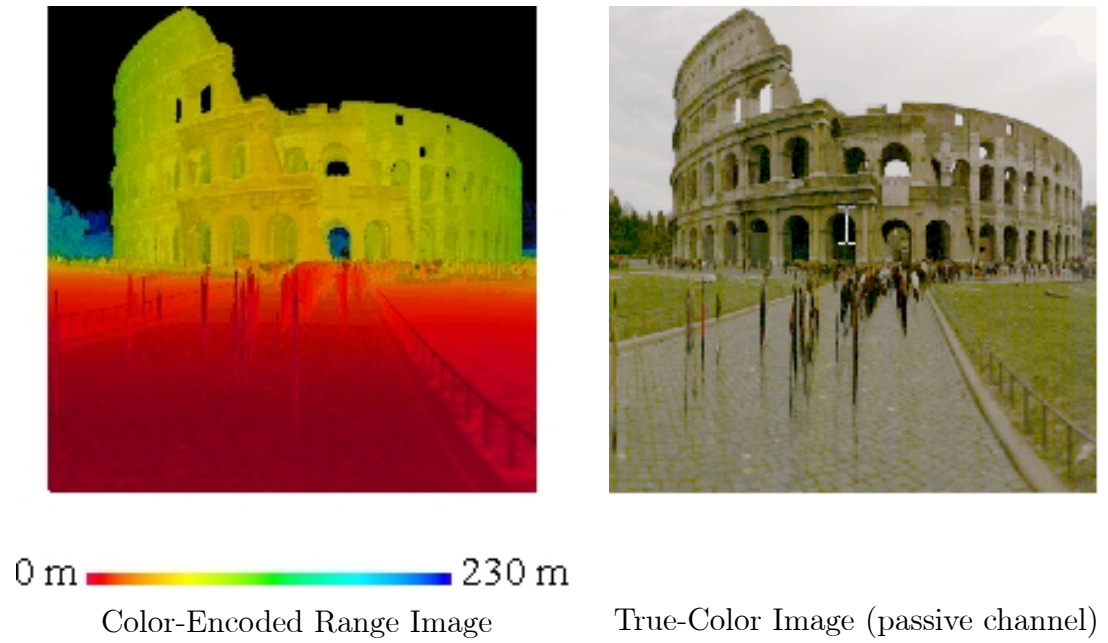 0 m 230 m
Color-Encoded Range Image
True-Color Image (passive channel)